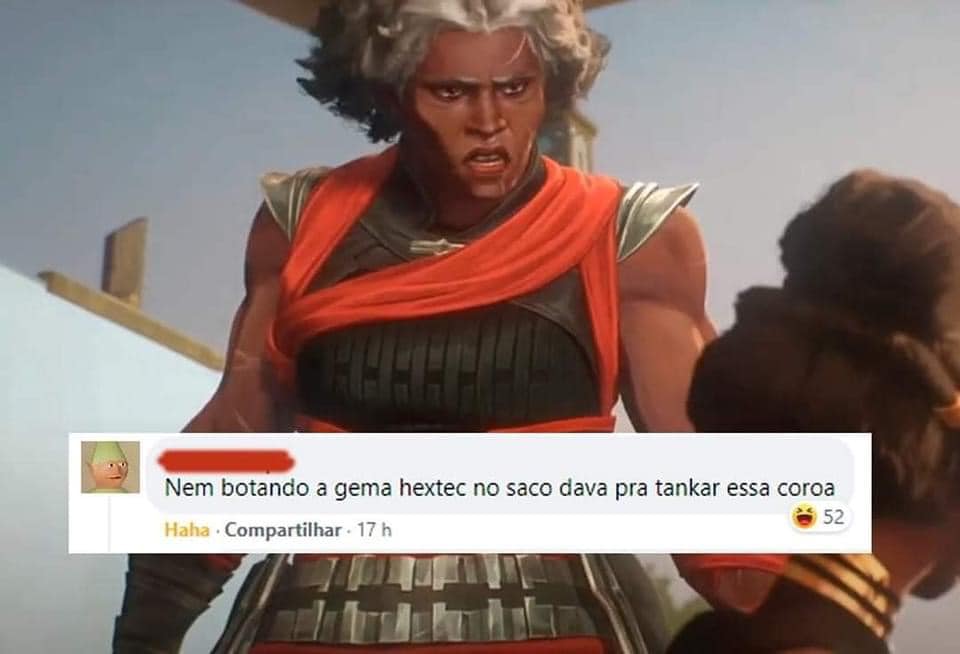 Nem botando a gema hextec no saco dava pra tankar essa coroa
Haha · Compartilhar · 17 h
52